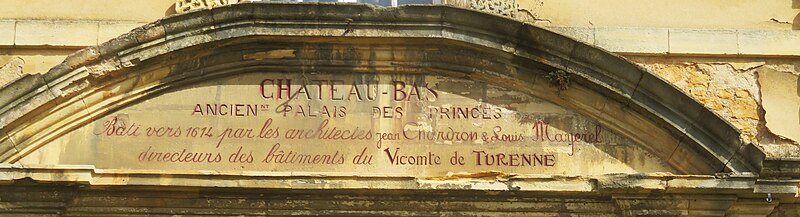 CHATEAU-BAS
ANCIENNT PALAIS DES PRINCES
Bâti vers 1614 par les architectes jean Chardron & Louis Mayerel
directeurs des bâtiments du Vicomte de TURENNE